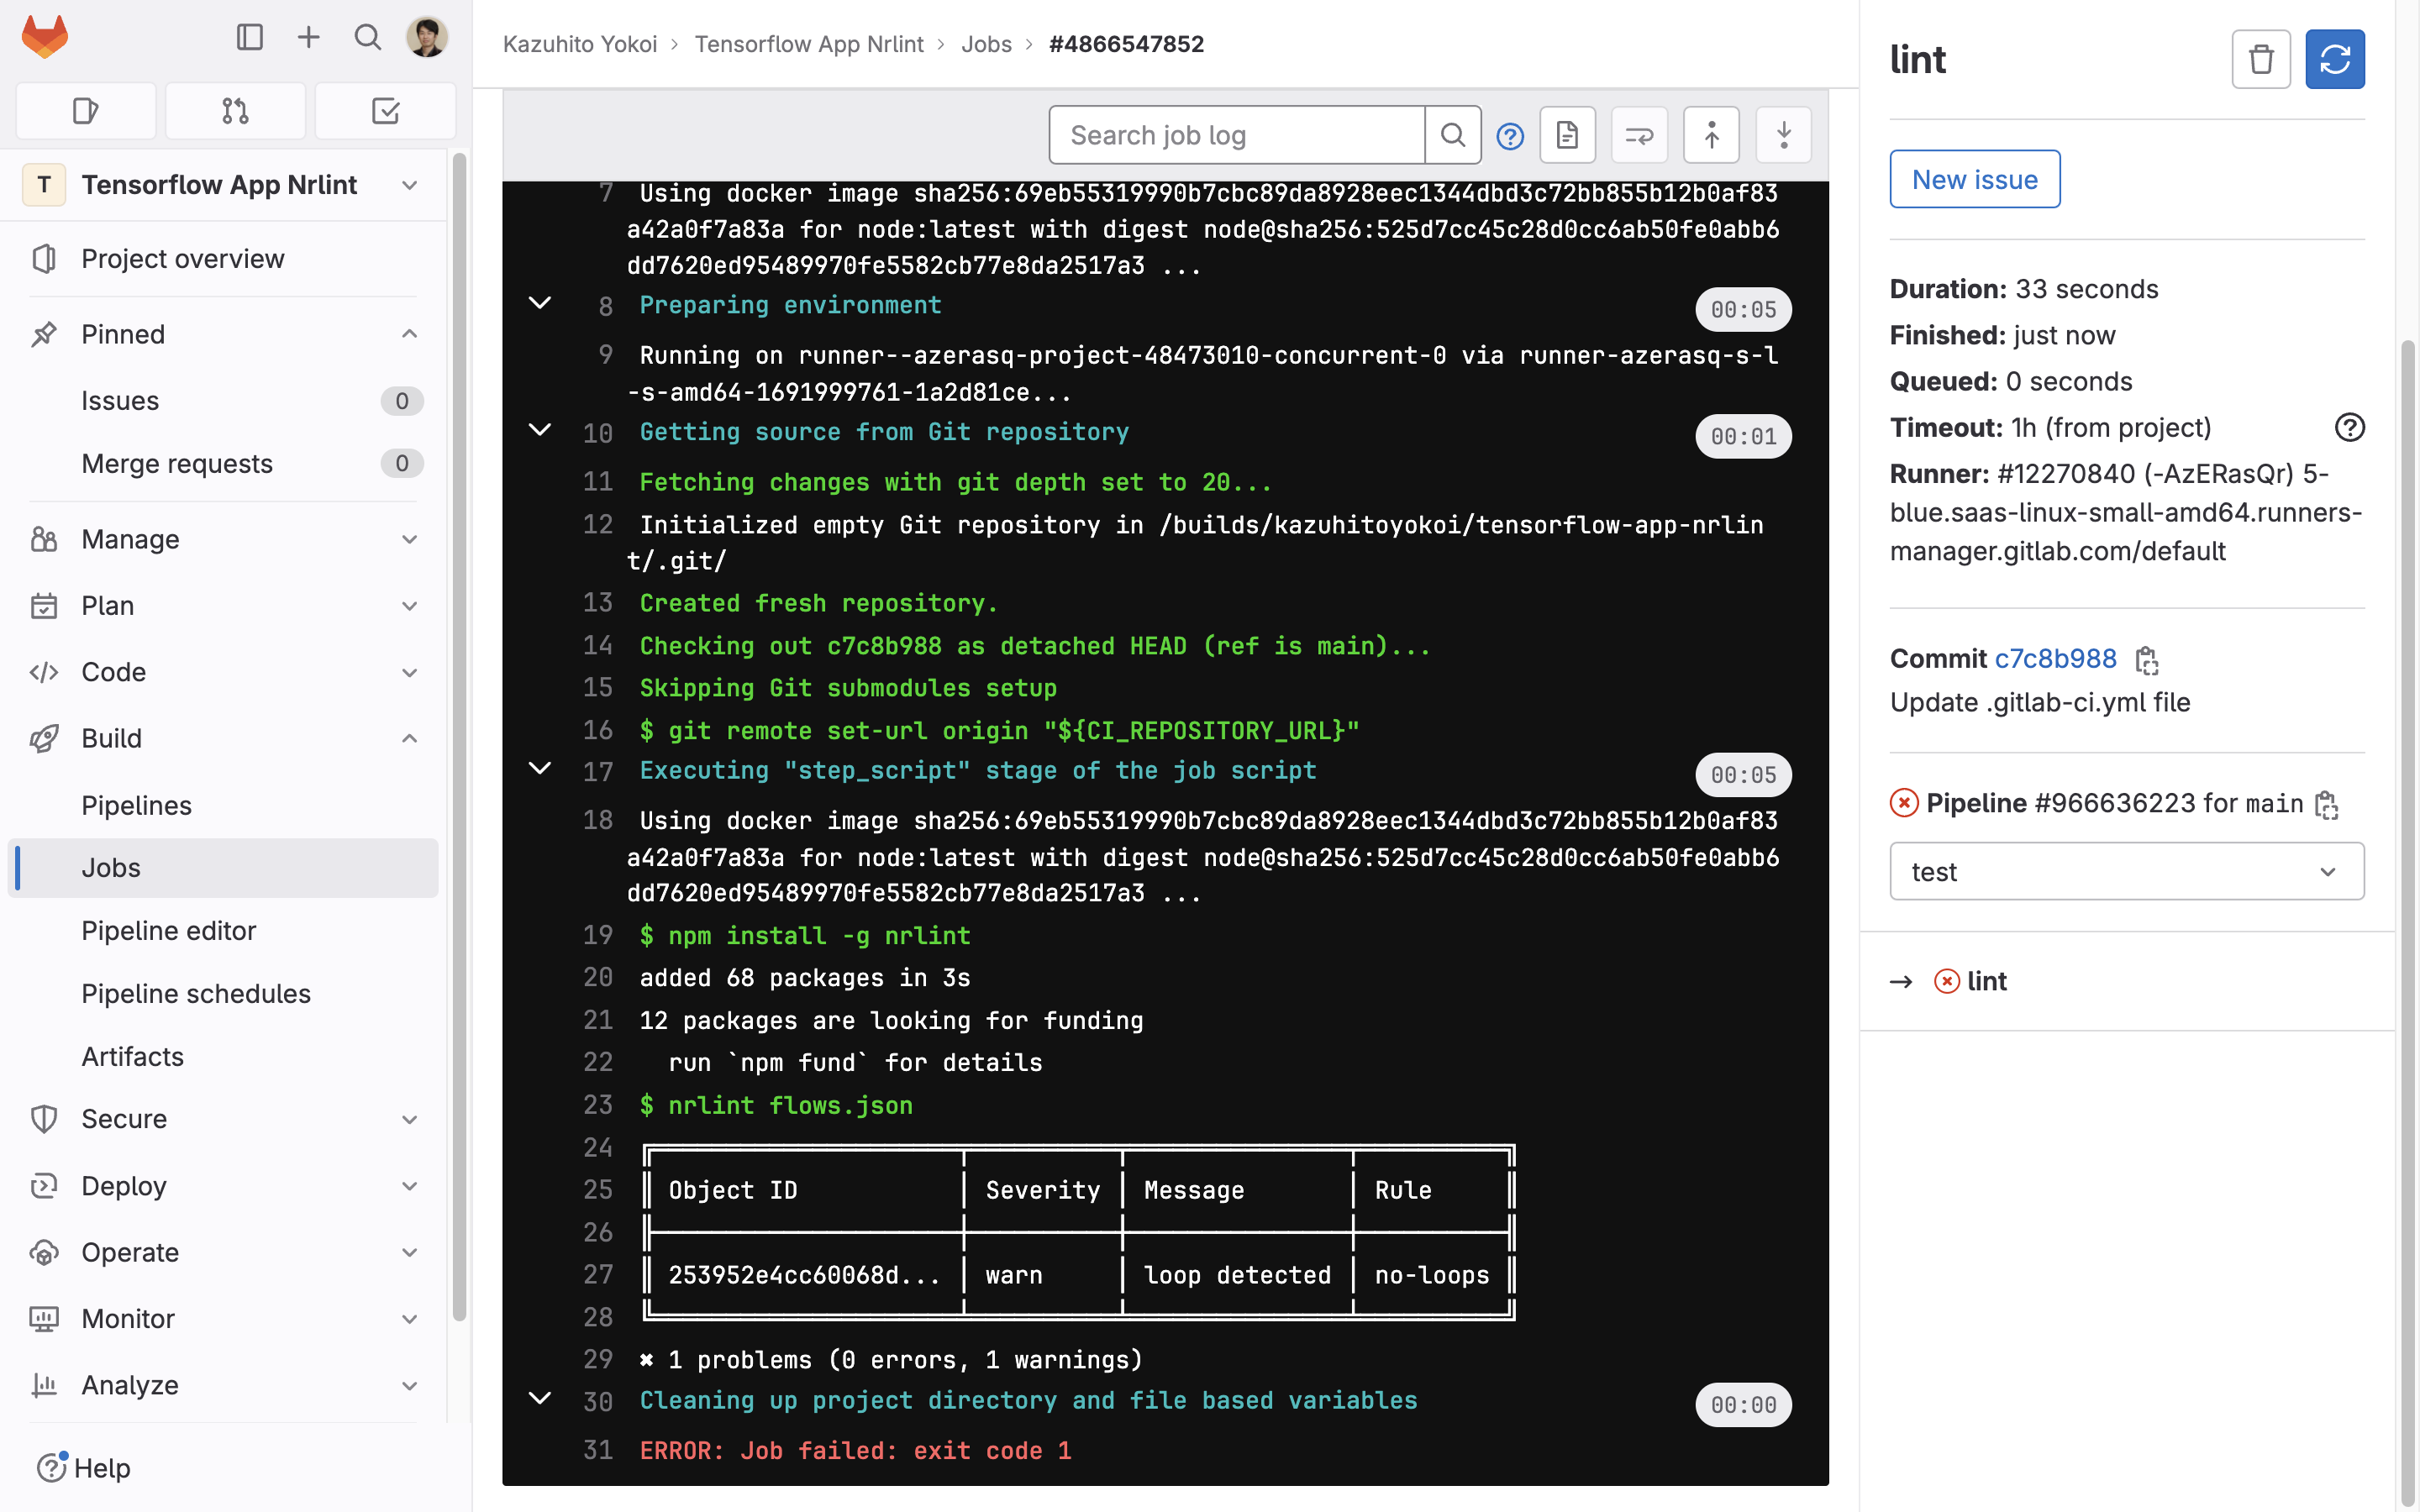 Kazuhito Yokoi › Tensorflow App Nrlint › Jobs › #4866547852
T Tensorflow App Nrlint
Project overview
Pinned
Issues 0
Merge requests 0
Manage
Plan
Code
Build
Pipelines
Jobs
Pipeline editor
Pipeline schedules
Artifacts
Secure
Deploy
Operate
Monitor
Analyze
Help
Search job log
7 Using docker image sha256:69eb55319990b7cbc89da8928eec1344dbd3c72bb855b12b0af83
a42a0f7a83a for node:latest with digest node@sha256:525d7cc45c28d0cc6ab50fe0abb6
dd7620ed95489970fe5582cb77e8da2517a3 ...
8 Preparing environment 00:05
9 Running on runner--azerasq-project-48473010-concurrent-0 via runner-azerasq-s-l
-s-amd64-1691999761-1a2d81ce...
10 Getting source from Git repository 00:01
11 Fetching changes with git depth set to 20...
12 Initialized empty Git repository in /builds/kazuhitoyokoi/tensorflow-app-nrlin
t/.git/
13 Created fresh repository.
14 Checking out c7c8b988 as detached HEAD (ref is main)...
15 Skipping Git submodules setup
16 $ git remote set-url origin "${CI_REPOSITORY_URL}"
17 Executing "step_script" stage of the job script 00:05
18 Using docker image sha256:69eb55319990b7cbc89da8928eec1344dbd3c72bb855b12b0af83
a42a0f7a83a for node:latest with digest node@sha256:525d7cc45c28d0cc6ab50fe0abb6
dd7620ed95489970fe5582cb77e8da2517a3 ...
19 $ npm install -g nrlint
20 added 68 packages in 3s
21 12 packages are looking for funding
22 run `npm fund` for details
23 $ nrlint flows.json
24
25 Object ID Severity Message Rule
26
27 253952e4cc60068d... warn loop detected no-loops
28
29 ✖ 1 problems (0 errors, 1 warnings)
30 Cleaning up project directory and file based variables 00:00
31 ERROR: Job failed: exit code 1
lint
New issue
Duration: 33 seconds
Finished: just now
Queued: 0 seconds
Timeout: 1h (from project)
Runner: #12270840 (-AzERasQr) 5-
blue.saas-linux-small-amd64.runners-
manager.gitlab.com/default
Commit c7c8b988
Update .gitlab-ci.yml file
Pipeline #966636223 for main
test
→ lint